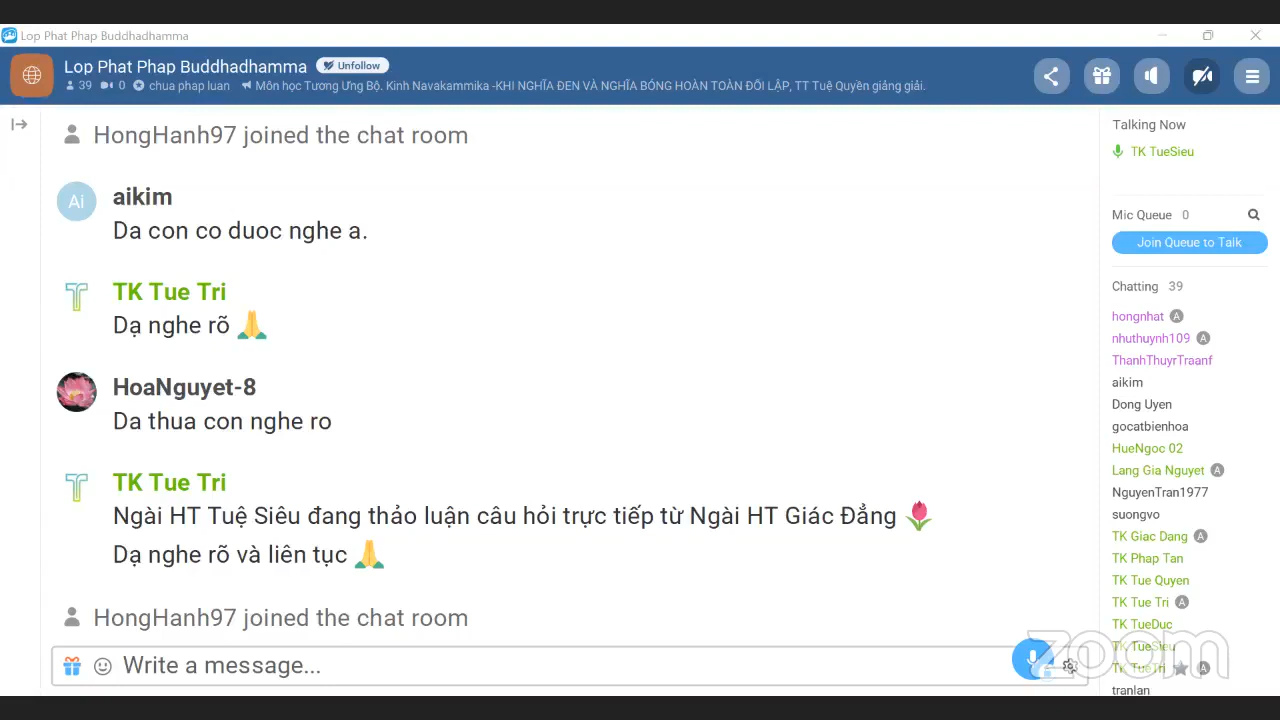 Lop Phat Phap Buddhadhamma
Lop Phat Phap Buddhadhamma Unfollow
39 0 chua phap luan Môn học Tương Ưng Bộ. Kinh Navakammika -KHI NGHĨA ĐEN VÀ NGHĨA BÓNG HOÀN TOÀN ĐỐI LẬP, TT Tuệ Quyền giảng giải.
HongHanh97 joined the chat room
Ai
aikim
Da con co duoc nghe a.
TK Tue Tri
Dạ nghe rõ 🙏
HoaNguyet-8
Da thua con nghe ro
TK Tue Tri
Ngài HT Tuệ Siêu đang thảo luận câu hỏi trực tiếp từ Ngài HT Giác Đẳng 🌷
Dạ nghe rõ và liên tục 🙏
HongHanh97 joined the chat room
Write a message...
Talking Now
TK TueSieu
Mic Queue 0
Join Queue to Talk
Chatting 39
hongnhat A
nhuthuynh109 A
ThanhThuyrTraanf
aikim
Dong Uyen
gocatbienhoa
HueNgoc 02
Lang Gia Nguyet A
NguyenTran1977
suongvo
TK Giac Dang A
TK Phap Tan
TK Tue Quyen
TK Tue Tri A
TK TueDuc
TK TueSieu
TK TueTri A
tranlan
zoom